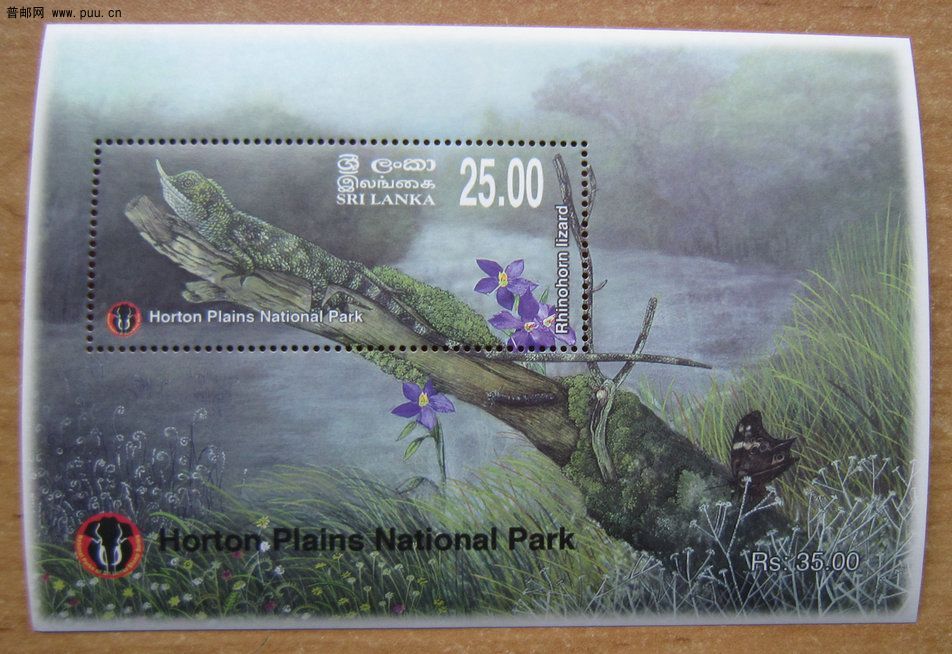 普邮网 www.puu.cn
ශ්‍රී ලංකා
இலங்கை
SRI LANKA
25.00
Rhinohorn lizard
Horton Plains National Park
Horton Plains National Park
Rs: 35.00